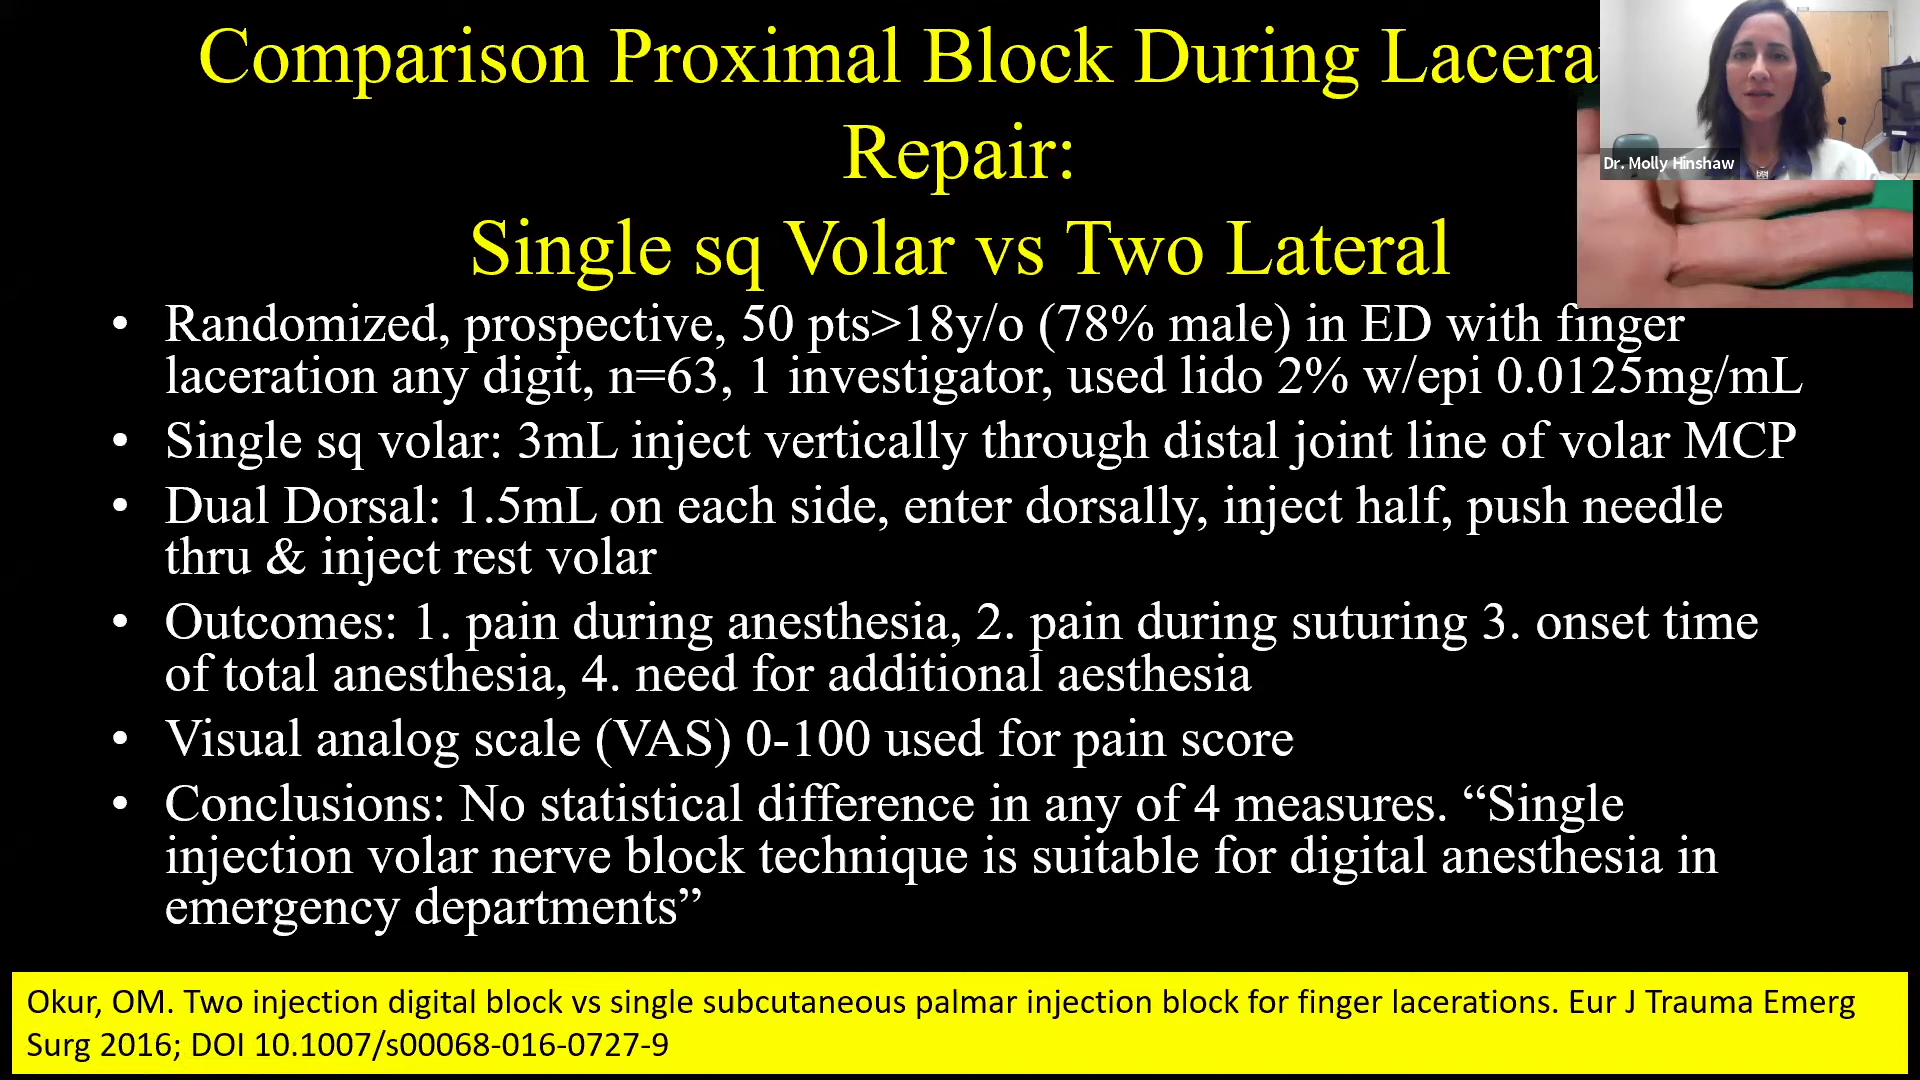 Comparison Proximal Block During Lacera
Repair:
Single sq Volar vs Two Lateral
Dr. Molly Hinshaw
• Randomized, prospective, 50 pts>18y/o (78% male) in ED with finger
laceration any digit, n=63, 1 investigator, used lido 2% w/epi 0.0125mg/mL
• Single sq volar: 3mL inject vertically through distal joint line of volar MCP
• Dual Dorsal: 1.5mL on each side, enter dorsally, inject half, push needle
thru & inject rest volar
• Outcomes: 1. pain during anesthesia, 2. pain during suturing 3. onset time
of total anesthesia, 4. need for additional aesthesia
• Visual analog scale (VAS) 0-100 used for pain score
• Conclusions: No statistical difference in any of 4 measures. “Single
injection volar nerve block technique is suitable for digital anesthesia in
emergency departments”
Okur, OM. Two injection digital block vs single subcutaneous palmar injection block for finger lacerations. Eur J Trauma Emerg
Surg 2016; DOI 10.1007/s00068-016-0727-9